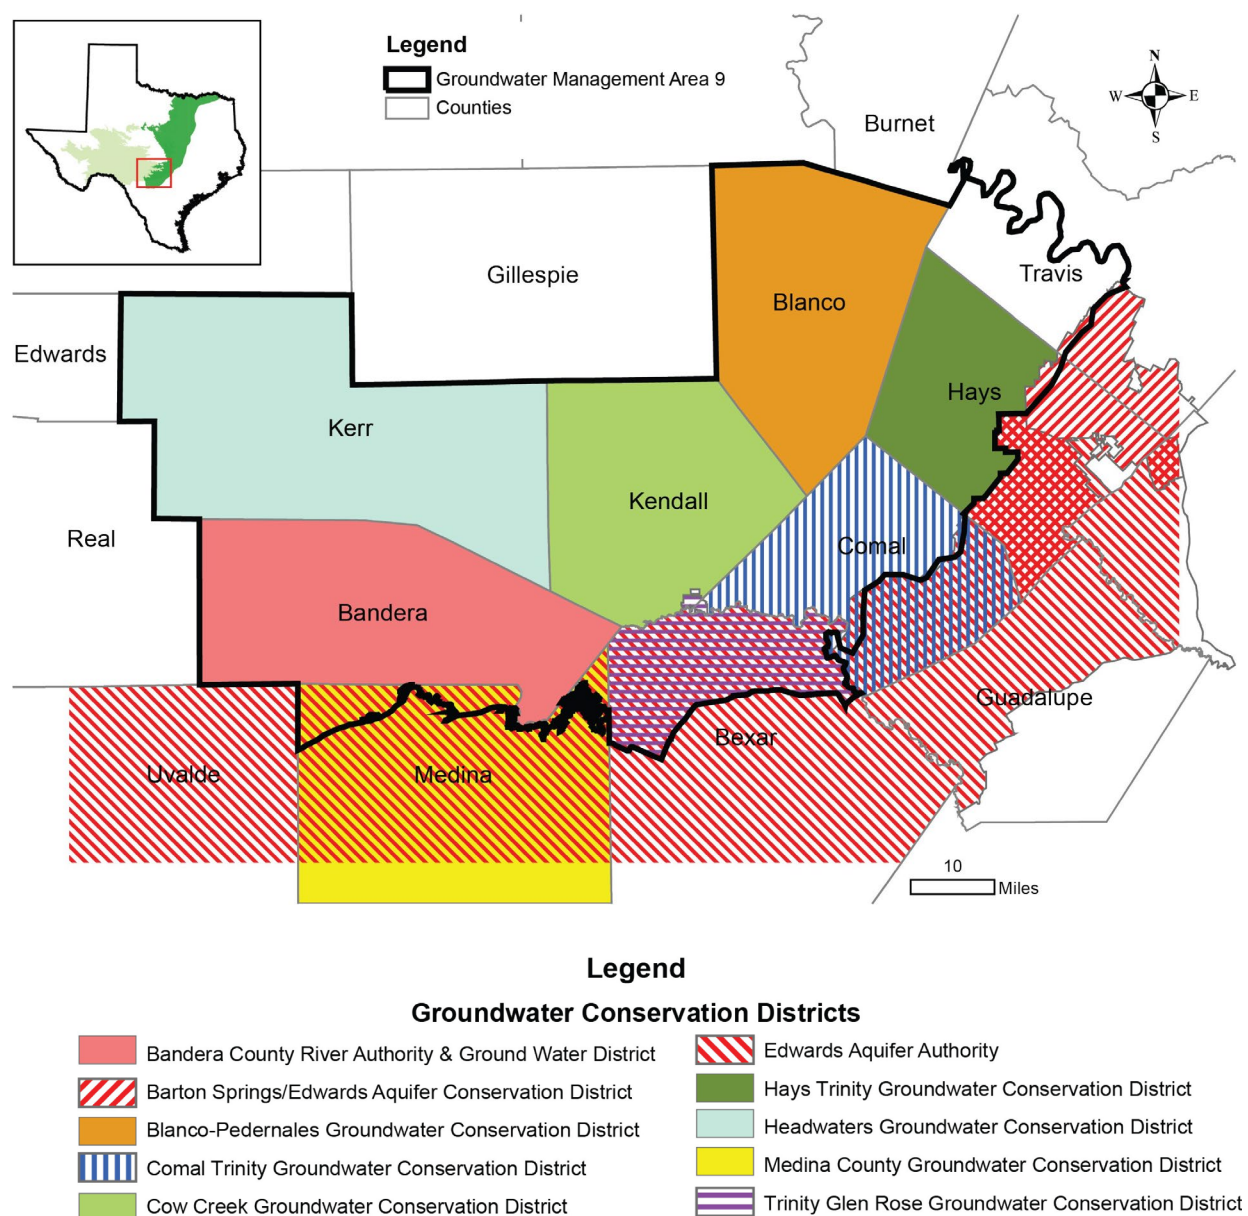 Legend
Groundwater Management Area 9
Counties
N
W
E
S
Burnet
Travis
Gillespie
Blanco
Edwards
Hays
Kerr
Kendall
Real
Comal
Bandera
Guadalupe
Bexar
Uvalde
Medina
10
Miles
Legend
Groundwater Conservation Districts
Bandera County River Authority & Ground Water District
Barton Springs/Edwards Aquifer Conservation District
Blanco-Pedernales Groundwater Conservation District
Comal Trinity Groundwater Conservation District
Cow Creek Groundwater Conservation District
Edwards Aquifer Authority
Hays Trinity Groundwater Conservation District
Headwaters Groundwater Conservation District
Medina County Groundwater Conservation District
Trinity Glen Rose Groundwater Conservation District